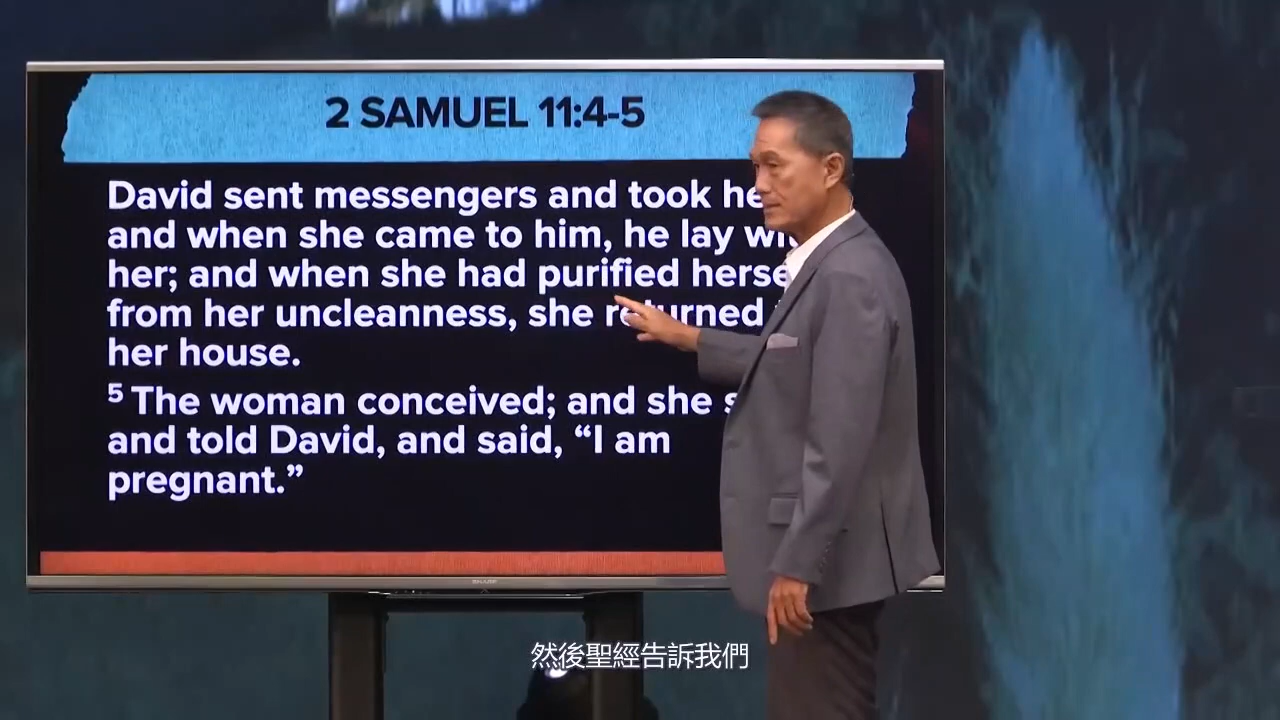 2 SAMUEL 11:4-5
David sent messengers and took
and when she came to him, he lay
her; and when she had purified
from her uncleanness, she returned
her house.
5 The woman conceived; and she
and told David, and said, “I am
pregnant.”
SHARP
然後聖經告訴我們